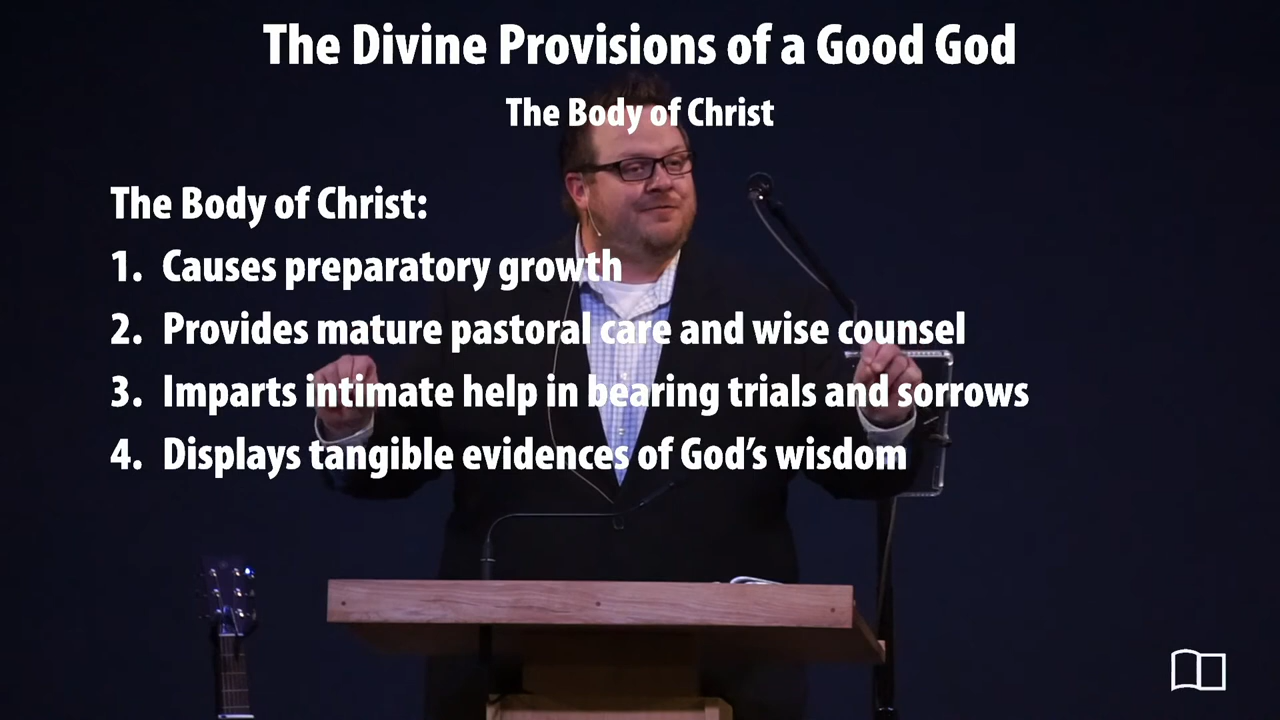 The Divine Provisions of a Good God
The Body of Christ
The Body of Christ:
1. Causes preparatory growth
2. Provides mature pastoral care and wise counsel
3. Imparts intimate help in bearing trials and sorrows
4. Displays tangible evidences of God’s wisdom